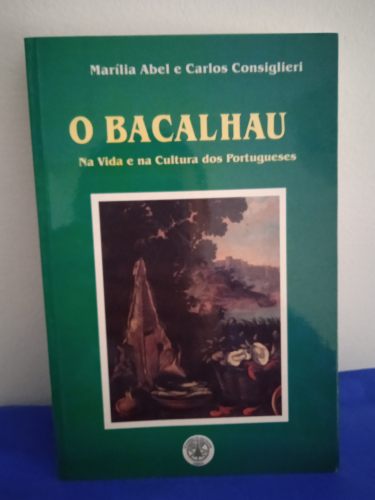 Marília Abel e Carlos Consiglieri
O BACALHAU
Na Vida e na Cultura dos Portugueses